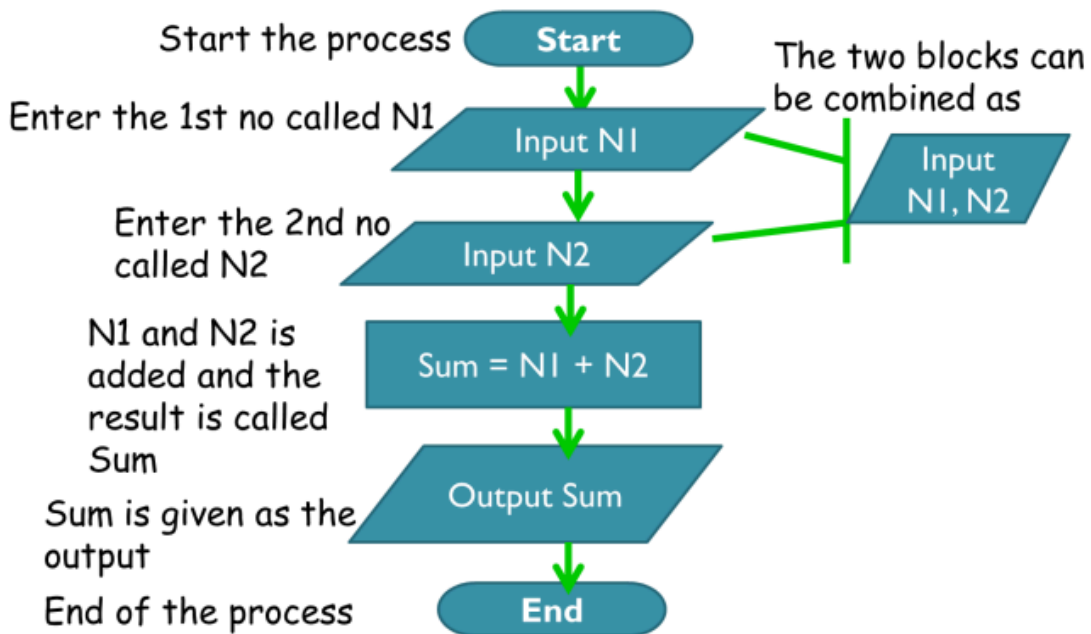 Start the process
Start
The two blocks can
be combined as
Enter the 1st no called N1
Input N1
Input
N1, N2
Enter the 2nd no
called N2
Input N2
N1 and N2 is
added and the
result is called
Sum
Sum = N1 + N2
Output Sum
Sum is given as the
output
End of the process
End